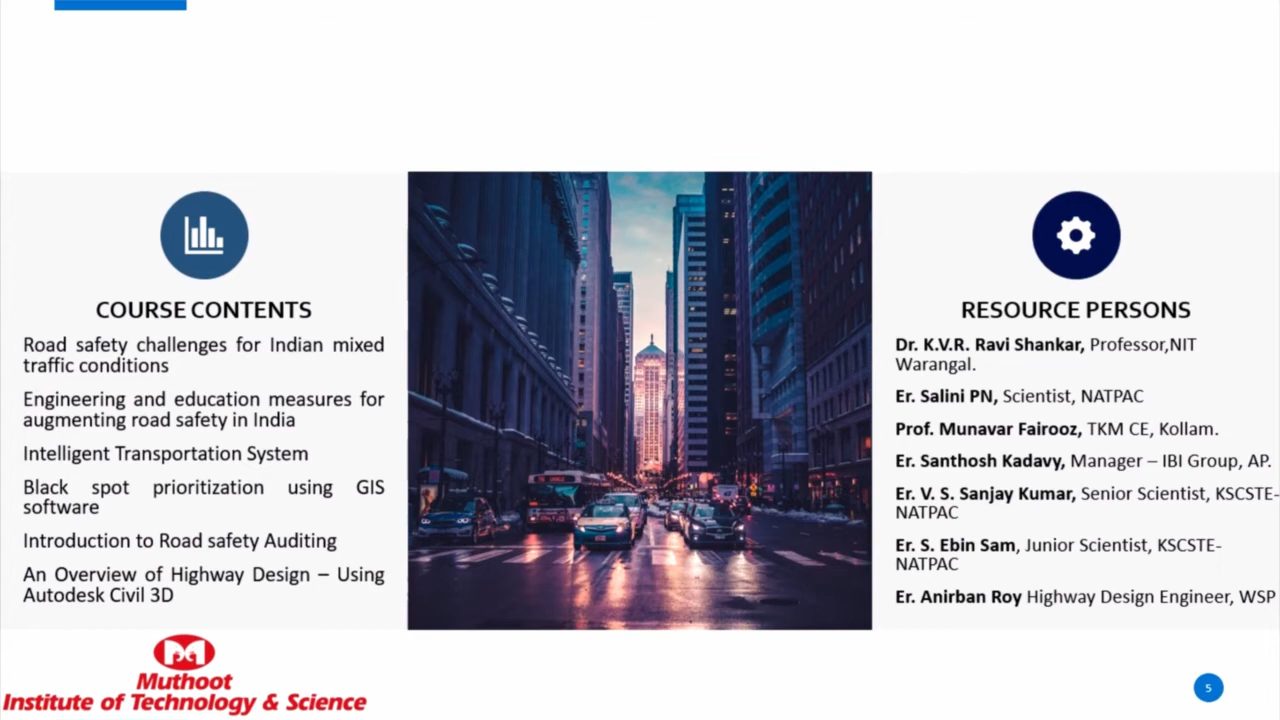 COURSE CONTENTS
Road safety challenges for Indian mixed
traffic conditions
Engineering and education measures for
augmenting road safety in India
Intelligent Transportation System
Black spot prioritization using GIS
software
Introduction to Road safety Auditing
An Overview of Highway Design – Using
Autodesk Civil 3D
RESOURCE PERSONS
Dr. K.V.R. Ravi Shankar, Professor,NIT
Warangal.
Er. Salini PN, Scientist, NATPAC
Prof. Munavar Fairooz, TKM CE, Kollam.
Er. Santhosh Kadavy, Manager – IBI Group, AP.
Er. V. S. Sanjay Kumar, Senior Scientist, KSCSTE-
NATPAC
Er. S. Ebin Sam, Junior Scientist, KSCSTE-
NATPAC
Er. Anirban Roy Highway Design Engineer, WSP
Muthoot
Institute of Technology & Science
5